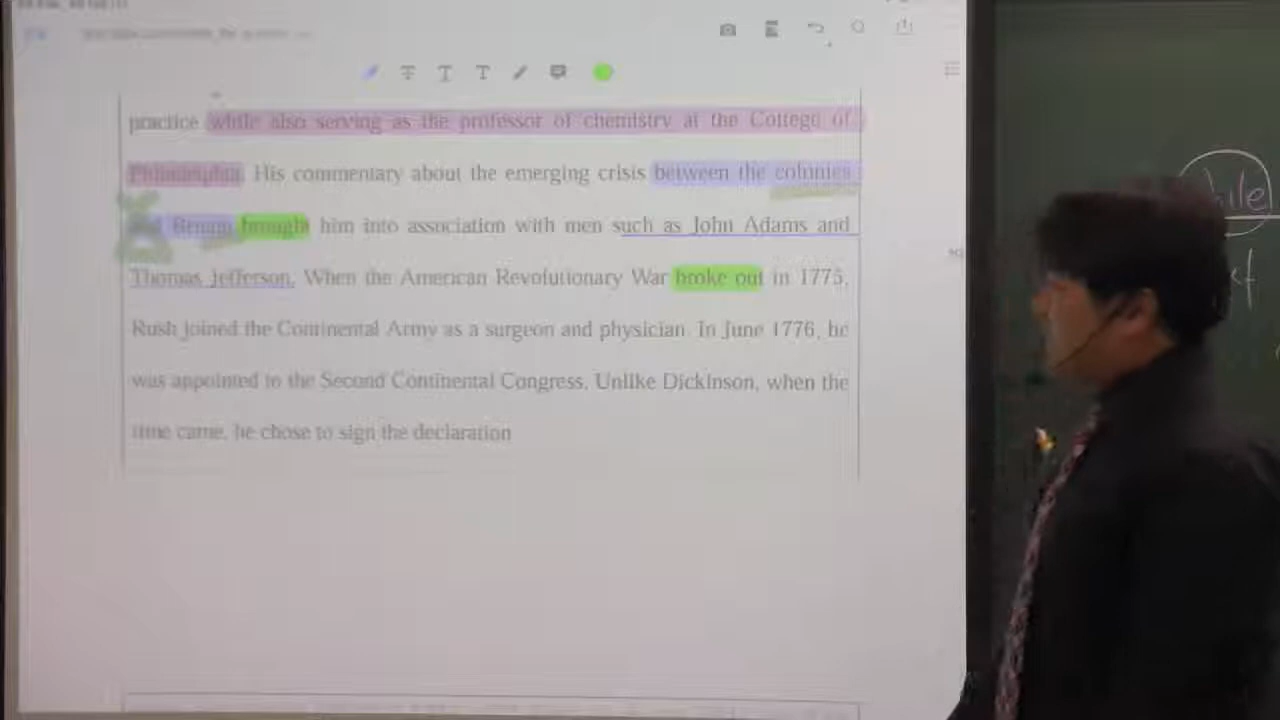 practice while also serving as the professor of chemistry at the College of
Philadelphia. His commentary about the emerging crisis between the colonies
and Britain brought him into association with men such as John Adams and
Thomas Jefferson. When the American Revolutionary War broke out in 1775,
Rush joined the Continental Army as a surgeon and physician. In June 1776, he
was appointed to the Second Continental Congress. Unlike Dickinson, when the
time came, he chose to sign the declaration